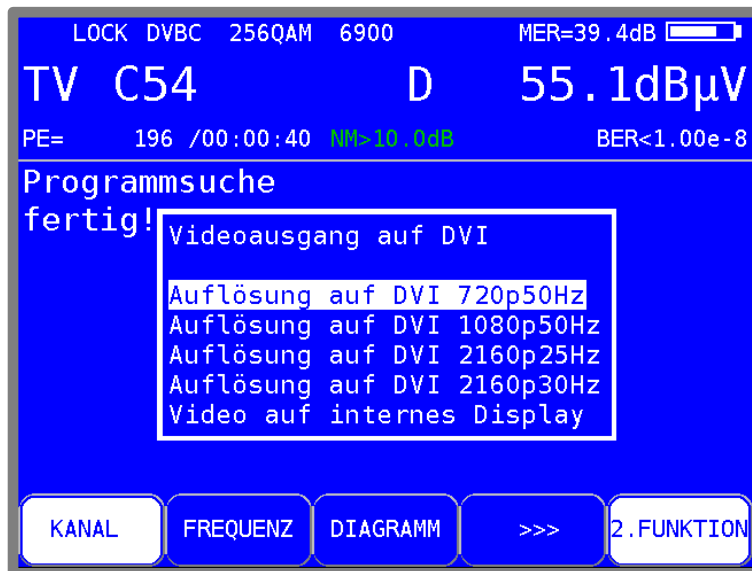 LOCK DVBC 256QAM 6900 MER=39.4dB
TV C54 D 55.1dBµV
PE= 196 /00:00:40 NM>10.0dB BER<1.00e-8
Programmsuche
fertig!
Videoausgang auf DVI
Auflösung auf DVI 720p50Hz
Auflösung auf DVI 1080p50Hz
Auflösung auf DVI 2160p25Hz
Auflösung auf DVI 2160p30Hz
Video auf internes Display
KANAL FREQUENZ DIAGRAMM >>> 2.FUNKTION